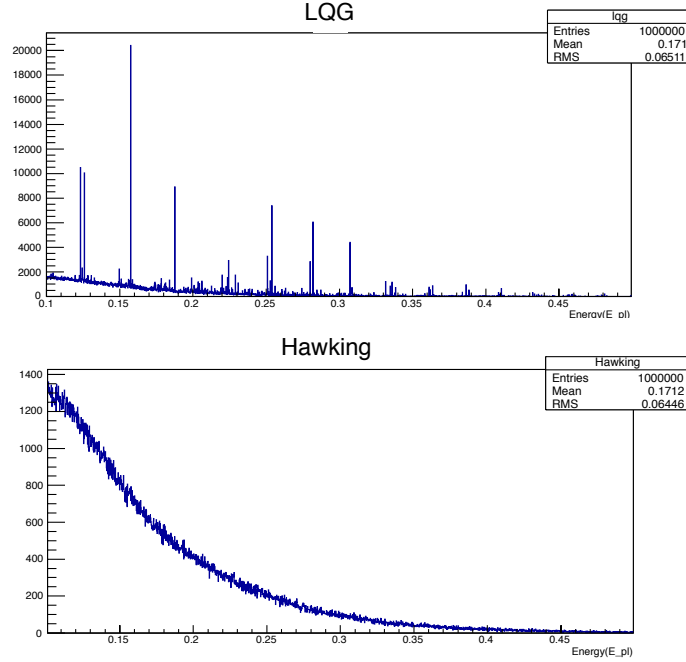 LQG
lqg
Entries 1000000
Mean 0.171
RMS 0.06511
20000
18000
16000
14000
12000
10000
8000
6000
4000
2000
0
0.1 0.15 0.2 0.25 0.3 0.35 0.4 0.45
Energy(E_pl)
Hawking
Hawking
Entries 1000000
Mean 0.1712
RMS 0.06446
1400
1200
1000
800
600
400
200
0
0.15 0.2 0.25 0.3 0.35 0.4 0.45
Energy(E_pl)